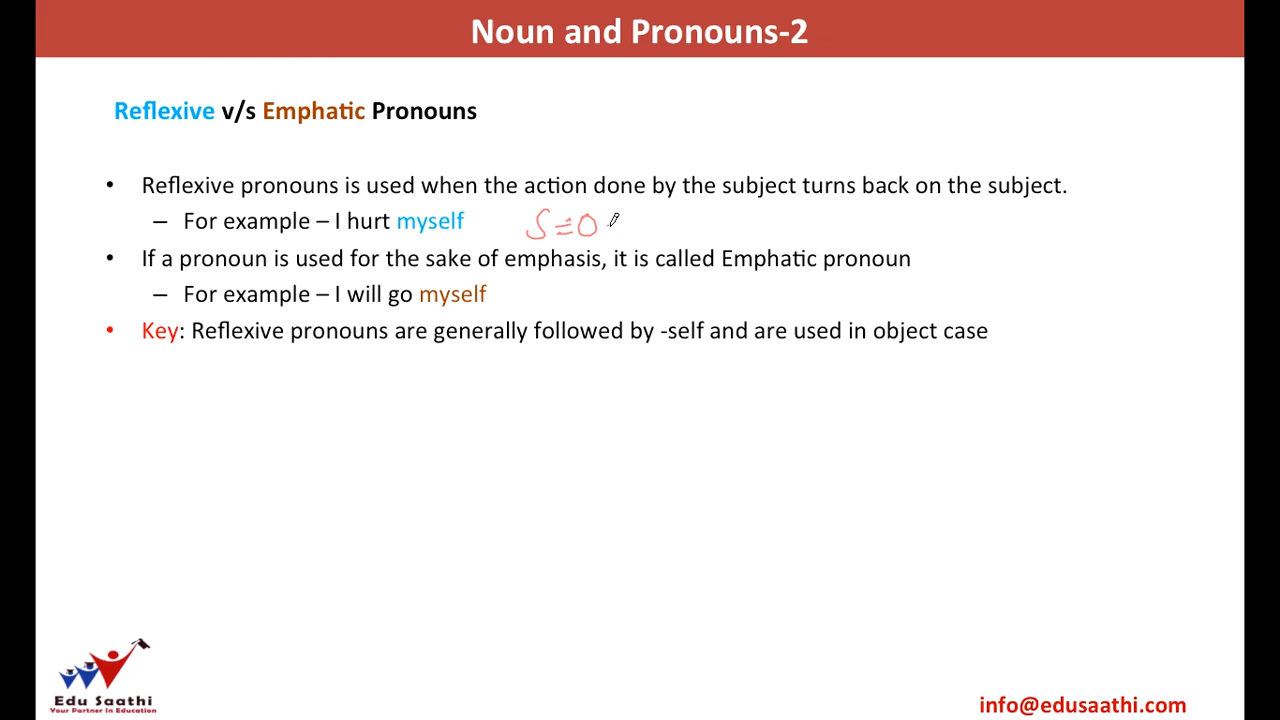 Noun and Pronouns-2
Reflexive v/s Emphatic Pronouns
• Reflexive pronouns is used when the action done by the subject turns back on the subject.
– For example – I hurt myself S=O
• If a pronoun is used for the sake of emphasis, it is called Emphatic pronoun
– For example – I will go myself
• Key: Reflexive pronouns are generally followed by -self and are used in object case
Edu Saathi
Your Partner in Education
info@edusaathi.com